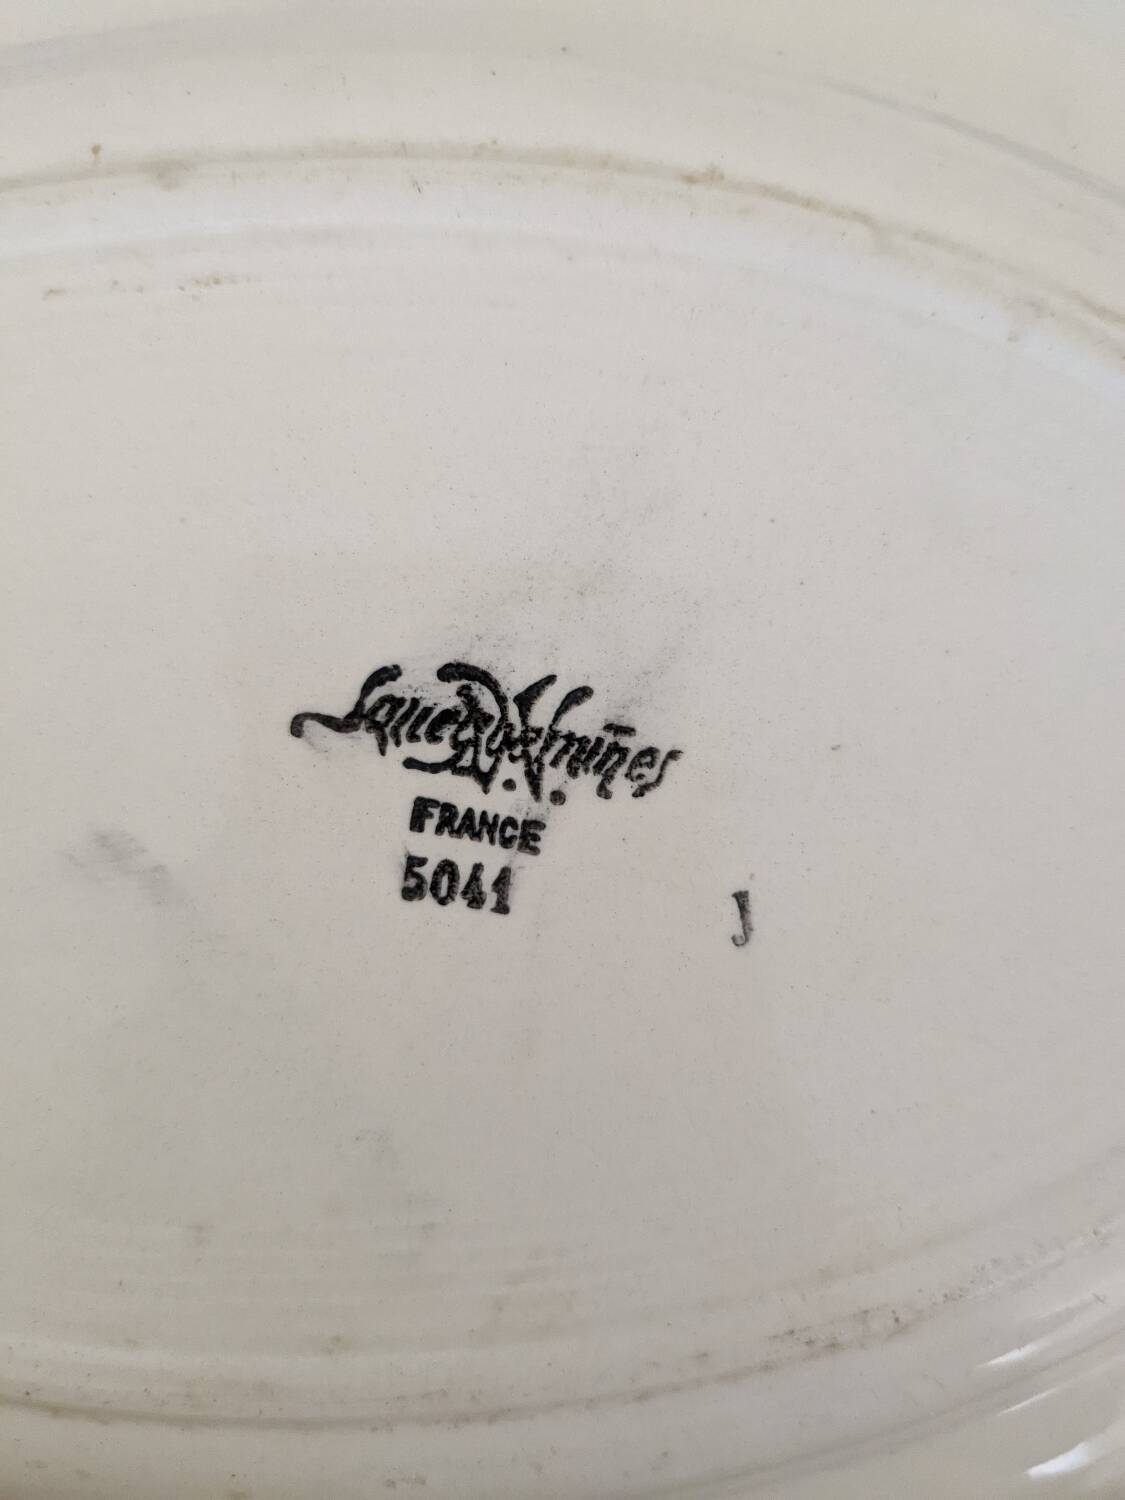 Sarreguemines
FRANCE
5041
J